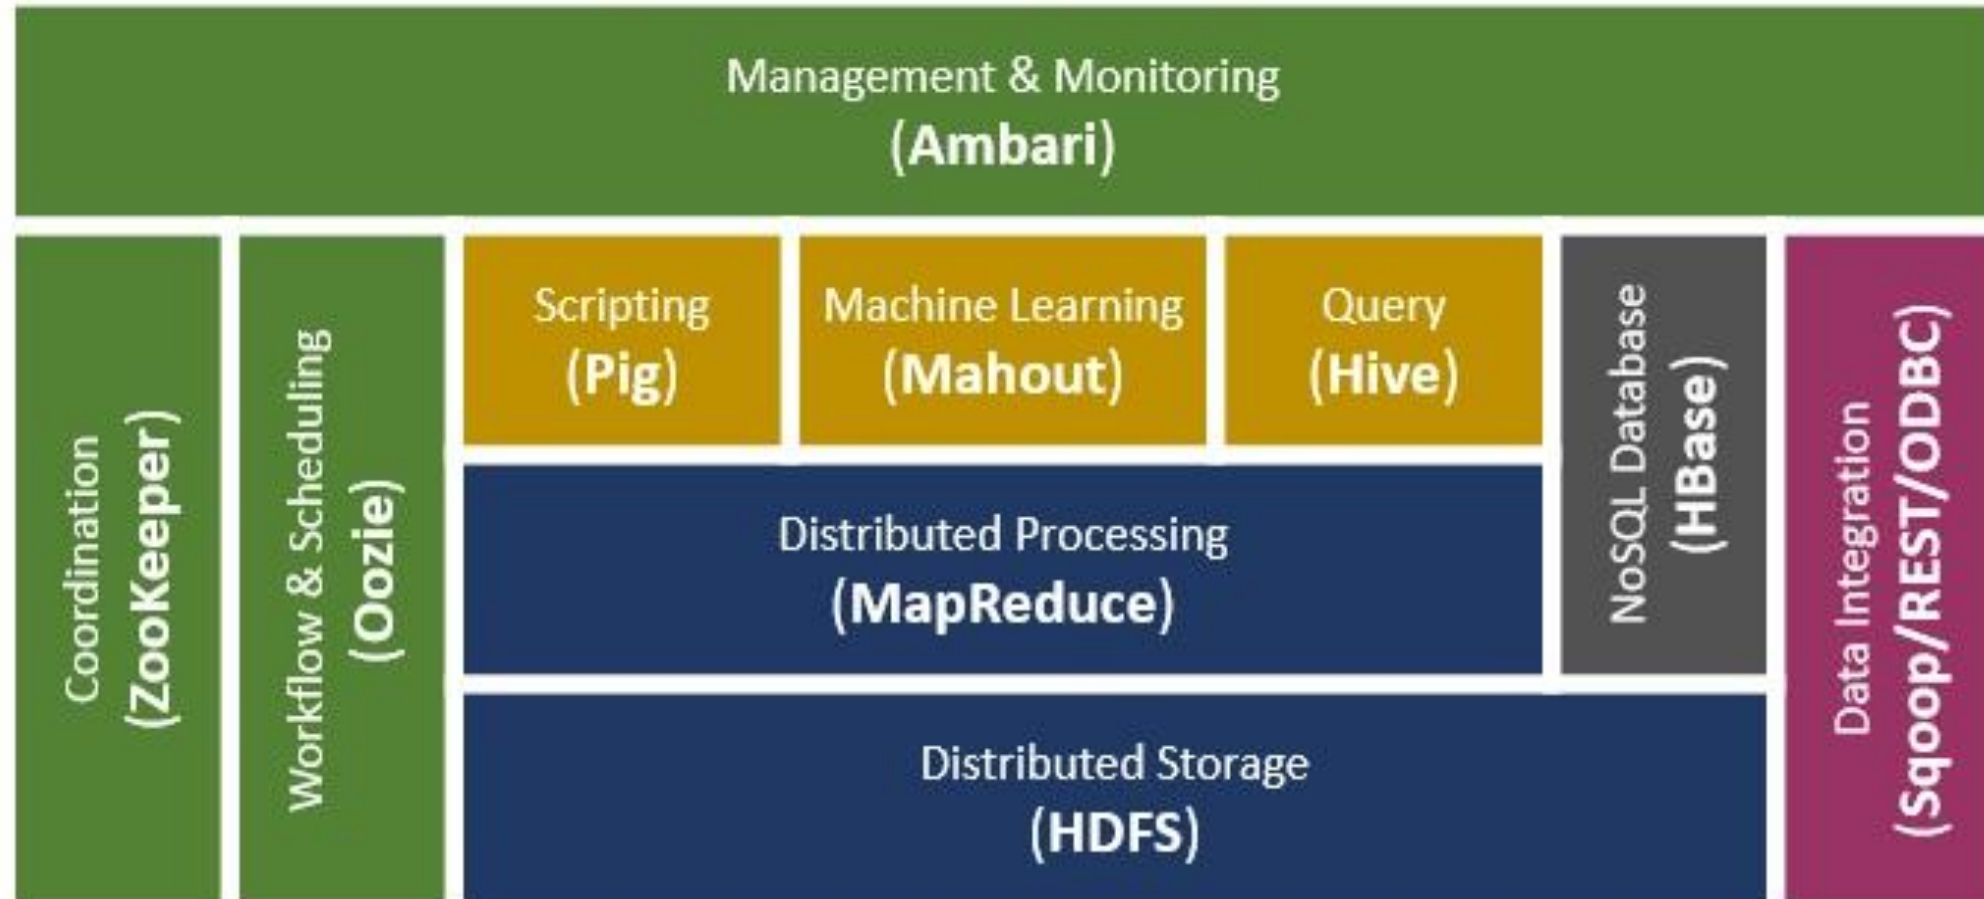 Management & Monitoring
(Ambari)
Coordination
(ZooKeeper)
Workflow & Scheduling
(Oozie)
Scripting
(Pig)
Machine Learning
(Mahout)
Query
(Hive)
Distributed Processing
(MapReduce)
Distributed Storage
(HDFS)
NoSQL Database
(HBase)
Data Integration
(Sqoop/REST/ODBC)